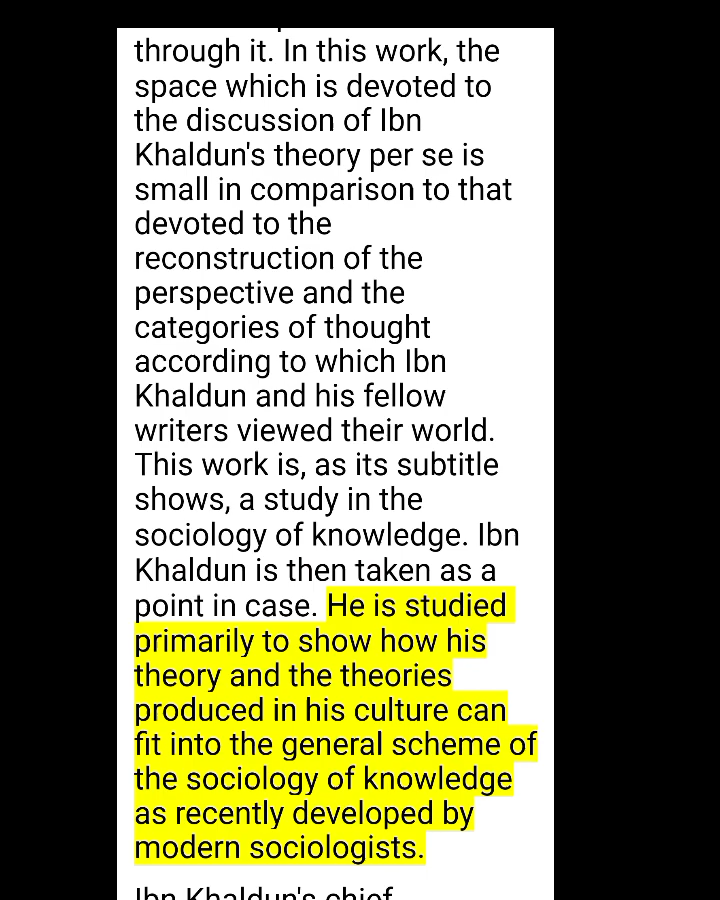 through it. In this work, the
space which is devoted to
the discussion of Ibn
Khaldun's theory per se is
small in comparison to that
devoted to the
reconstruction of the
perspective and the
categories of thought
according to which Ibn
Khaldun and his fellow
writers viewed their world.
This work is, as its subtitle
shows, a study in the
sociology of knowledge. Ibn
Khaldun is then taken as a
point in case. He is studied
primarily to show how his
theory and the theories
produced in his culture can
fit into the general scheme of
the sociology of knowledge
as recently developed by
modern sociologists.
Ibn Khaldun's chief